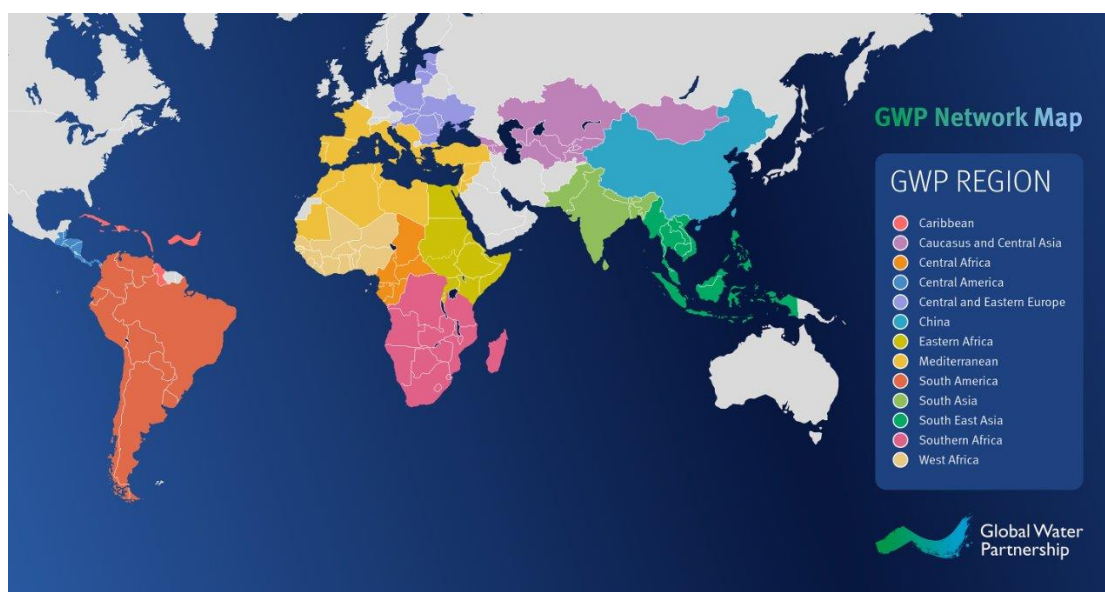 GWP Network Map
GWP REGION
Caribbean
Caucasus and Central Asia
Central Africa
Central America
Central and Eastern Europe
China
Eastern Africa
Mediterranean
South America
South Asia
South East Asia
Southern Africa
West Africa
Global Water
Partnership